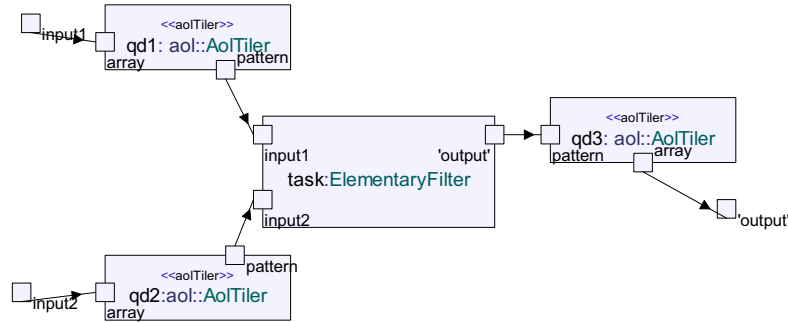 <<aolTiler>>
input1
qd1: aol::AolTiler
array
pattern
<<aolTiler>>
input1
'output'
qd3: aol::AolTiler
pattern
array
task:ElementaryFilter
input2
'output'
pattern
<<aolTiler>>
input2
qd2:aol::AolTiler
array